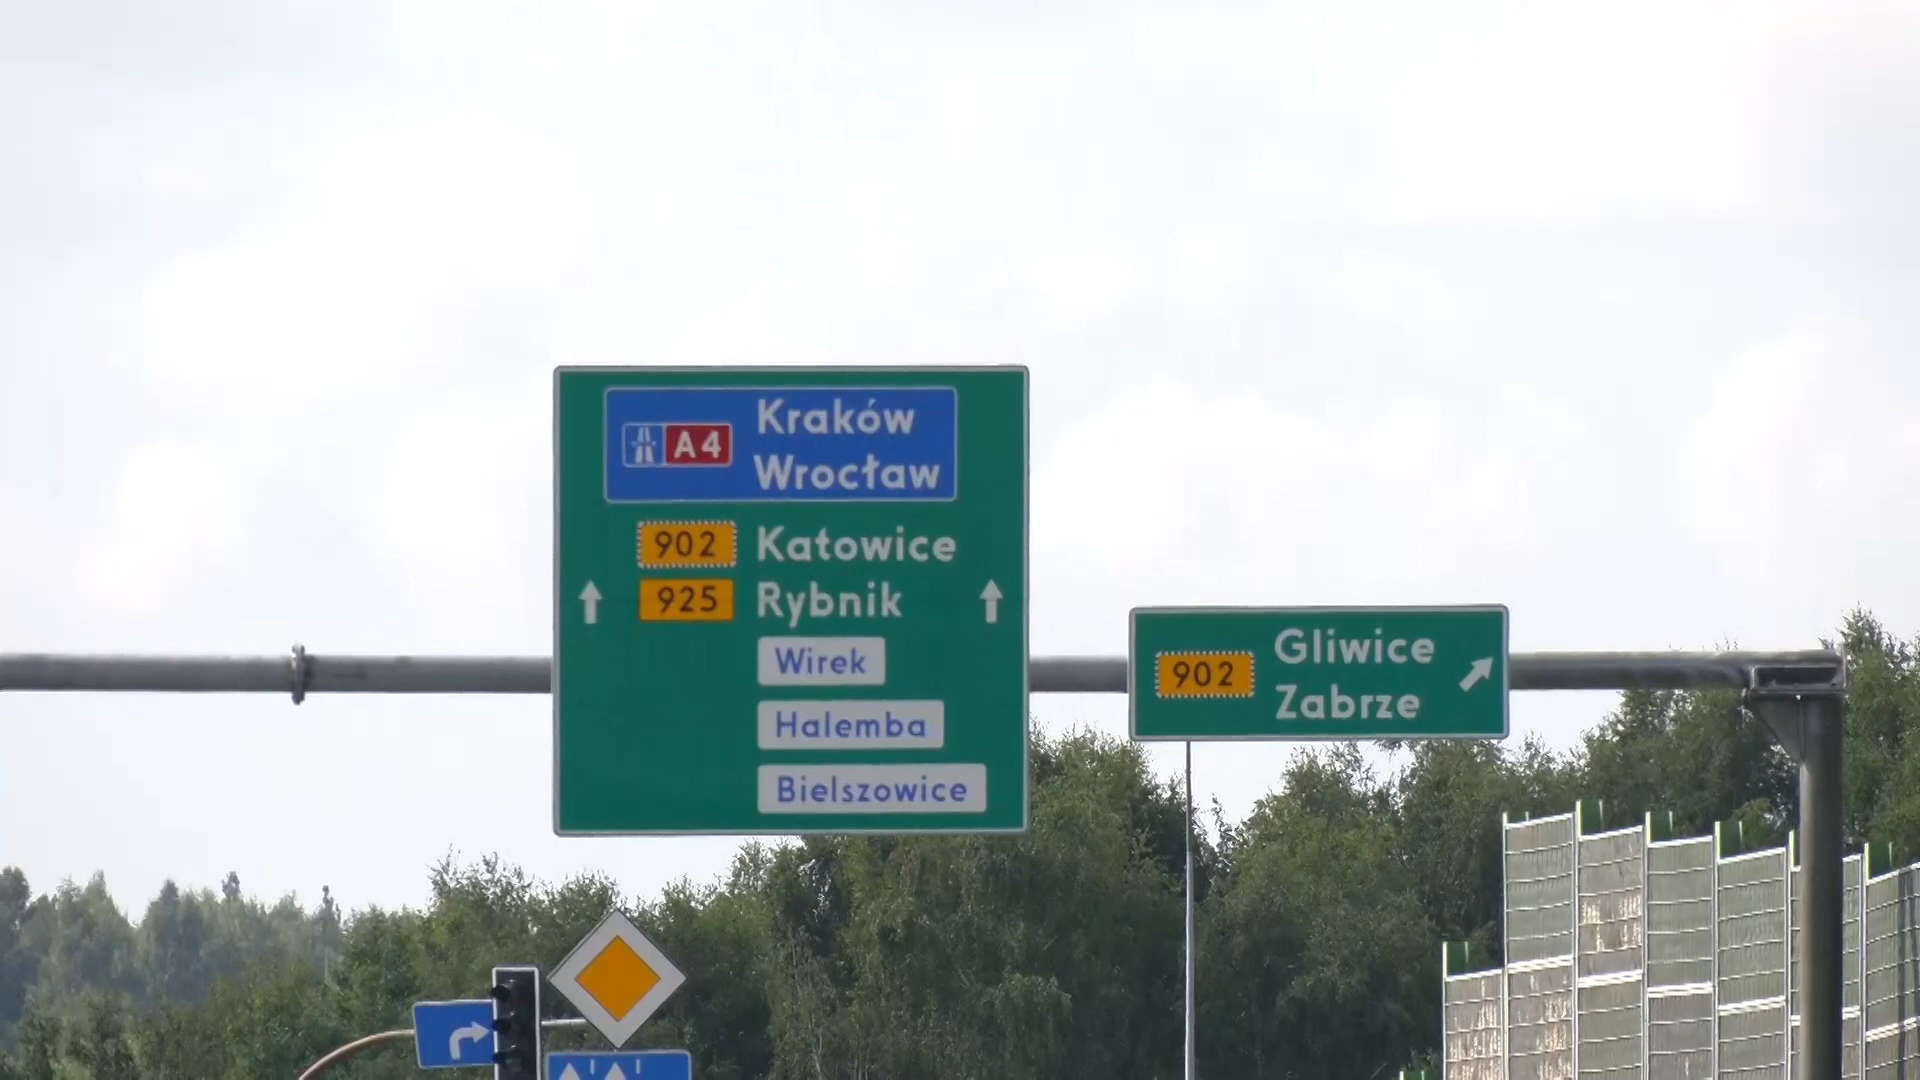 A4 Kraków
Wrocław
902 Katowice
925 Rybnik
Wirek
Halemba
Bielszowice
902 Gliwice
Zabrze